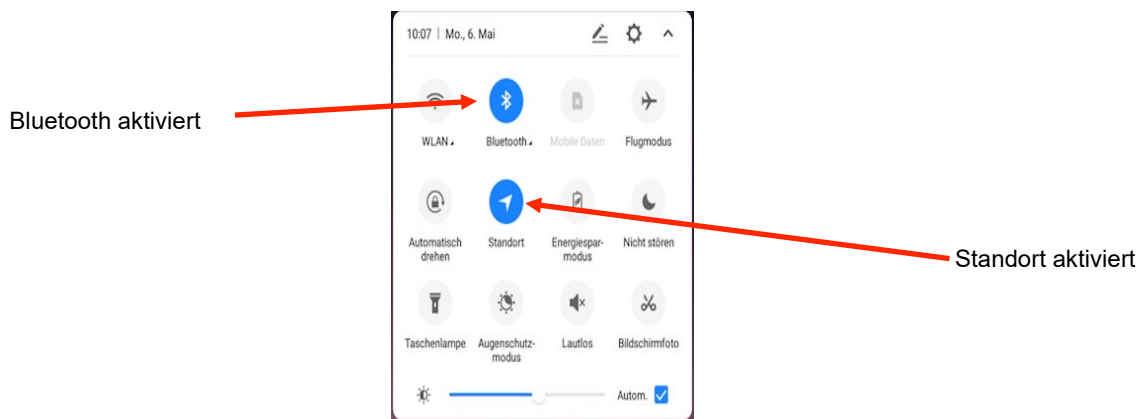 10:07 | Mo., 6. Mai
Bluetooth aktiviert
WLAN Bluetooth Mobile Daten Flugmodus
Automatisch drehen Standort Energiespar-modus Nicht stören
Standort aktiviert
Taschenlampe Augenschutz-modus Lautlos Bildschirmfoto
Autom.